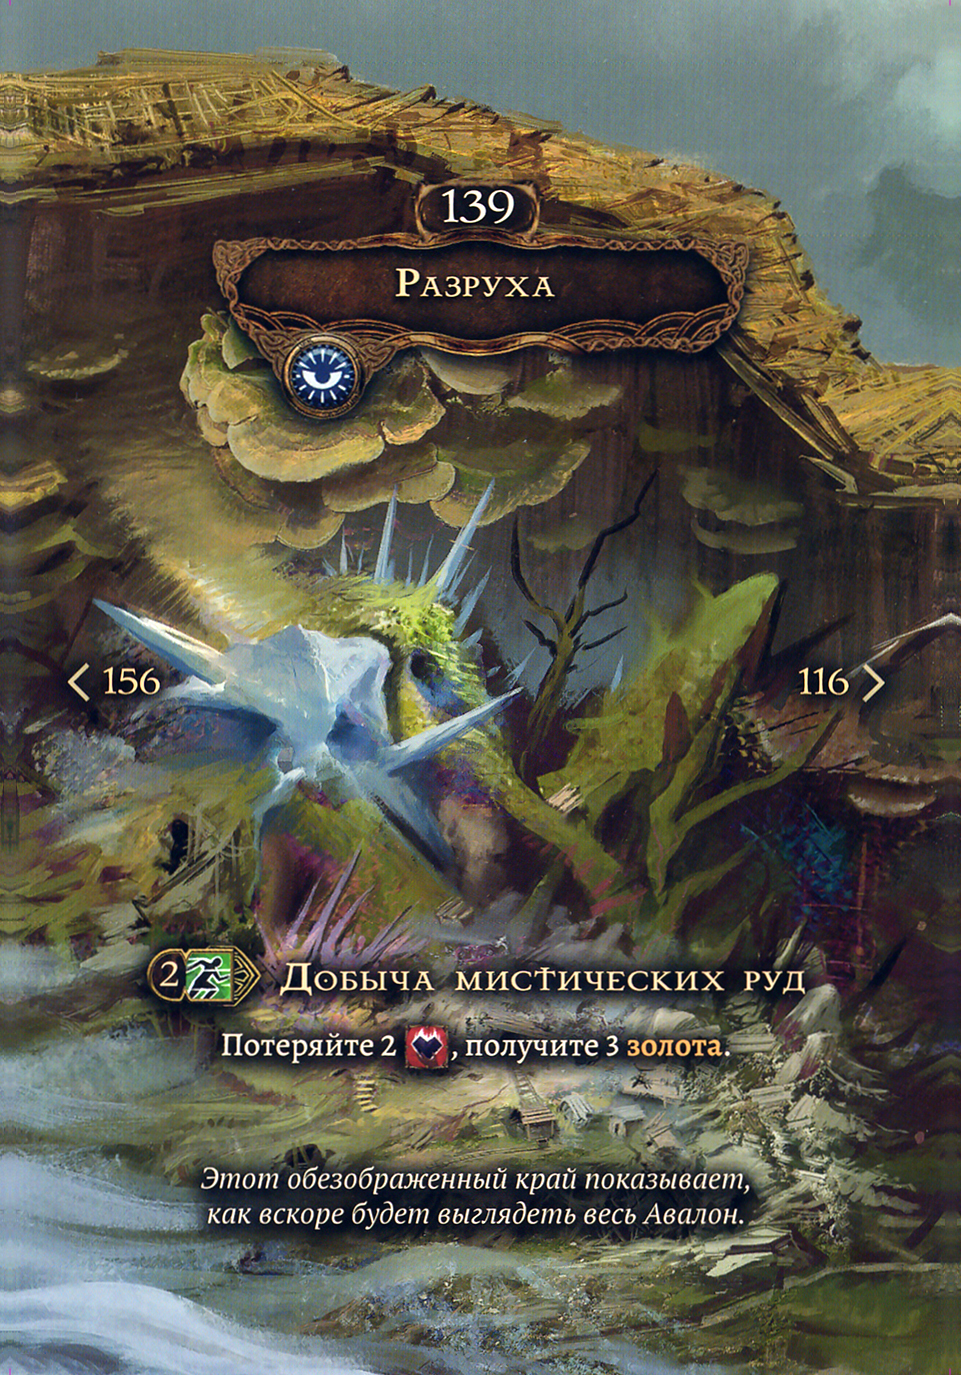 139
Разруха
< 156
116 >
2 Добыча мистических руд
Потеряйте 2 , получите 3 золота.
Этот обезображенный край показывает,
как вскоре будет выглядеть весь Авалон.